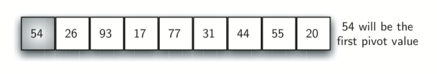 54 26 93 17 77 31 44 55 20
54 will be the
first pivot value